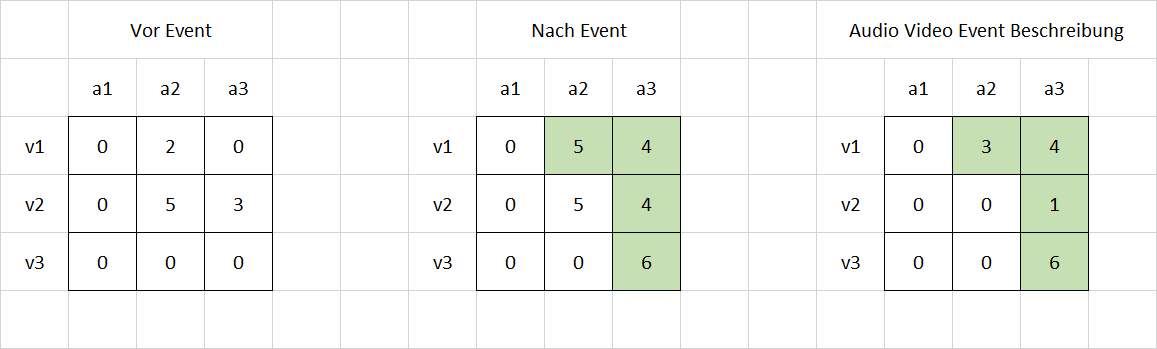 Vor Event Nach Event Audio Video Event Beschreibung
a1 a2 a3 a1 a2 a3 a1 a2 a3
v1 0 2 0 v1 0 5 4 v1 0 3 4
v2 0 5 3 v2 0 5 4 v2 0 0 1
v3 0 0 0 v3 0 0 6 v3 0 0 6